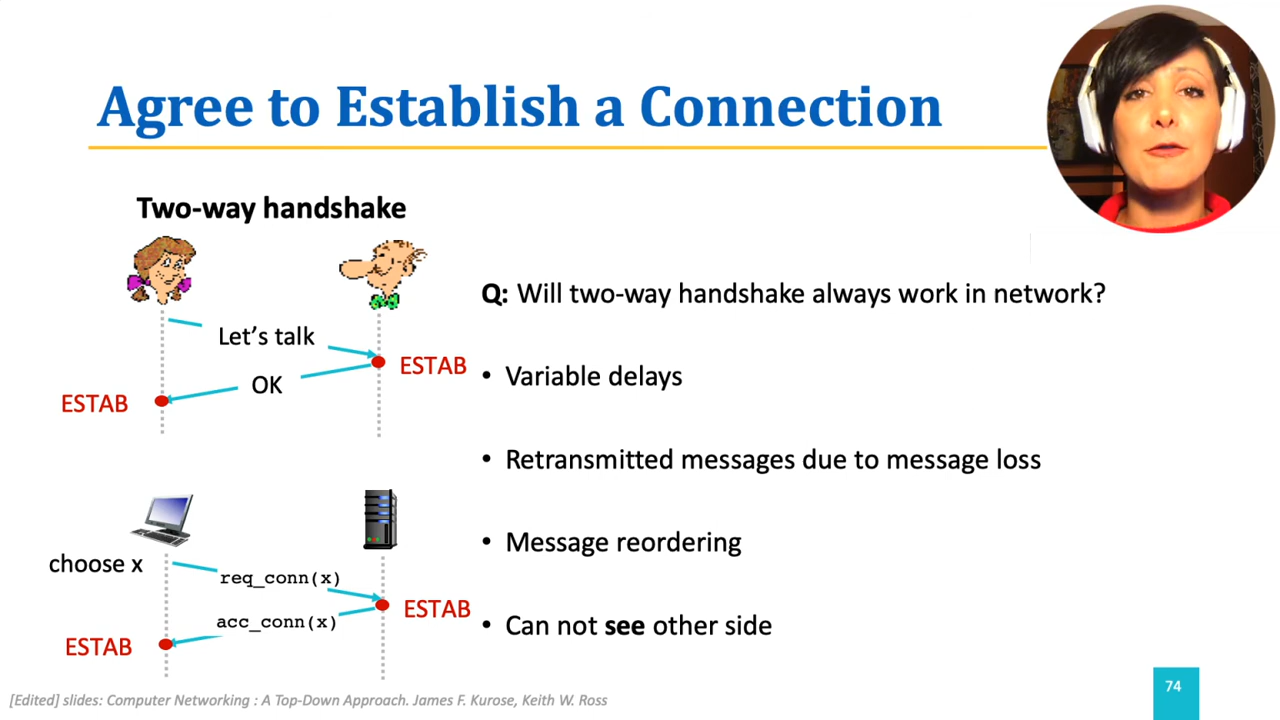 Agree to Establish a Connection
Two-way handshake
Let's talk
ESTAB
OK
ESTAB
choose x
req_conn(x)
ESTAB
acc_conn(x)
ESTAB
Q: Will two-way handshake always work in network?
• Variable delays
• Retransmitted messages due to message loss
• Message reordering
• Can not see other side
[Edited] slides: Computer Networking : A Top-Down Approach. James F. Kurose, Keith W. Ross
74